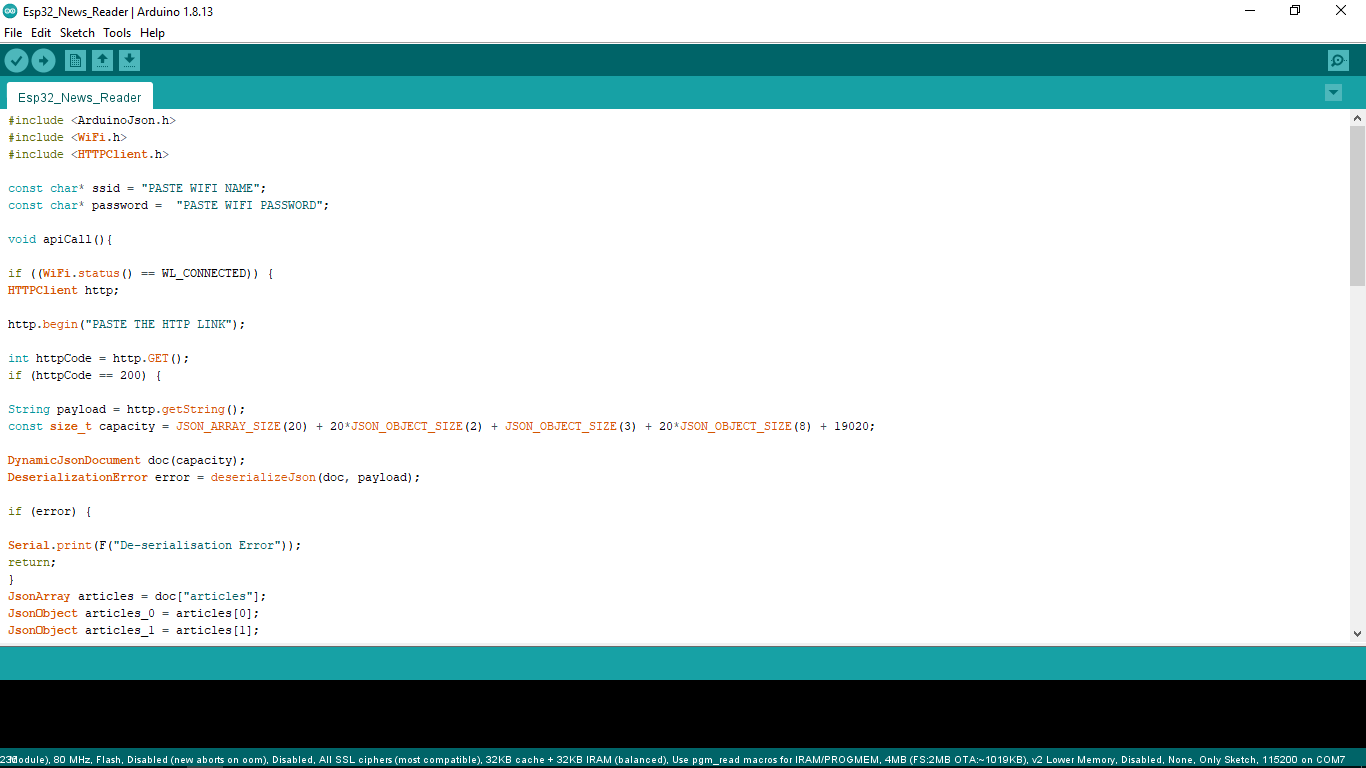 Esp32_News_Reader | Arduino 1.8.13
File Edit Sketch Tools Help
Esp32_News_Reader
#include <ArduinoJson.h>
#include <WiFi.h>
#include <HTTPClient.h>
const char* ssid = "PASTE WIFI NAME";
const char* password =  "PASTE WIFI PASSWORD";
void apiCall(){
if ((WiFi.status() == WL_CONNECTED)) {
HTTPClient http;
http.begin("PASTE THE HTTP LINK");
int httpCode = http.GET();
if (httpCode == 200) {
String payload = http.getString();
const size_t capacity = JSON_ARRAY_SIZE(20) + 20*JSON_OBJECT_SIZE(2) + JSON_OBJECT_SIZE(3) + 20*JSON_OBJECT_SIZE(8) + 19020;
DynamicJsonDocument doc(capacity);
DeserializationError error = deserializeJson(doc, payload);
if (error) {
Serial.print(F("De-serialisation Error"));
return;
}
JsonArray articles = doc["articles"];
JsonObject articles_0 = articles[0];
JsonObject articles_1 = articles[1];
80 MHz, Flash, Disabled (new aborts on oom), Disabled, All SSL ciphers (most compatible), 32KB cache + 32KB IRAM (balanced), Use pgm_read macros for IRAM/PROGMEM, 4MB (FS:2MB OTA:~1019KB), v2 Lower Memory, Disabled, None, Only Sketch, 115200 on COM7